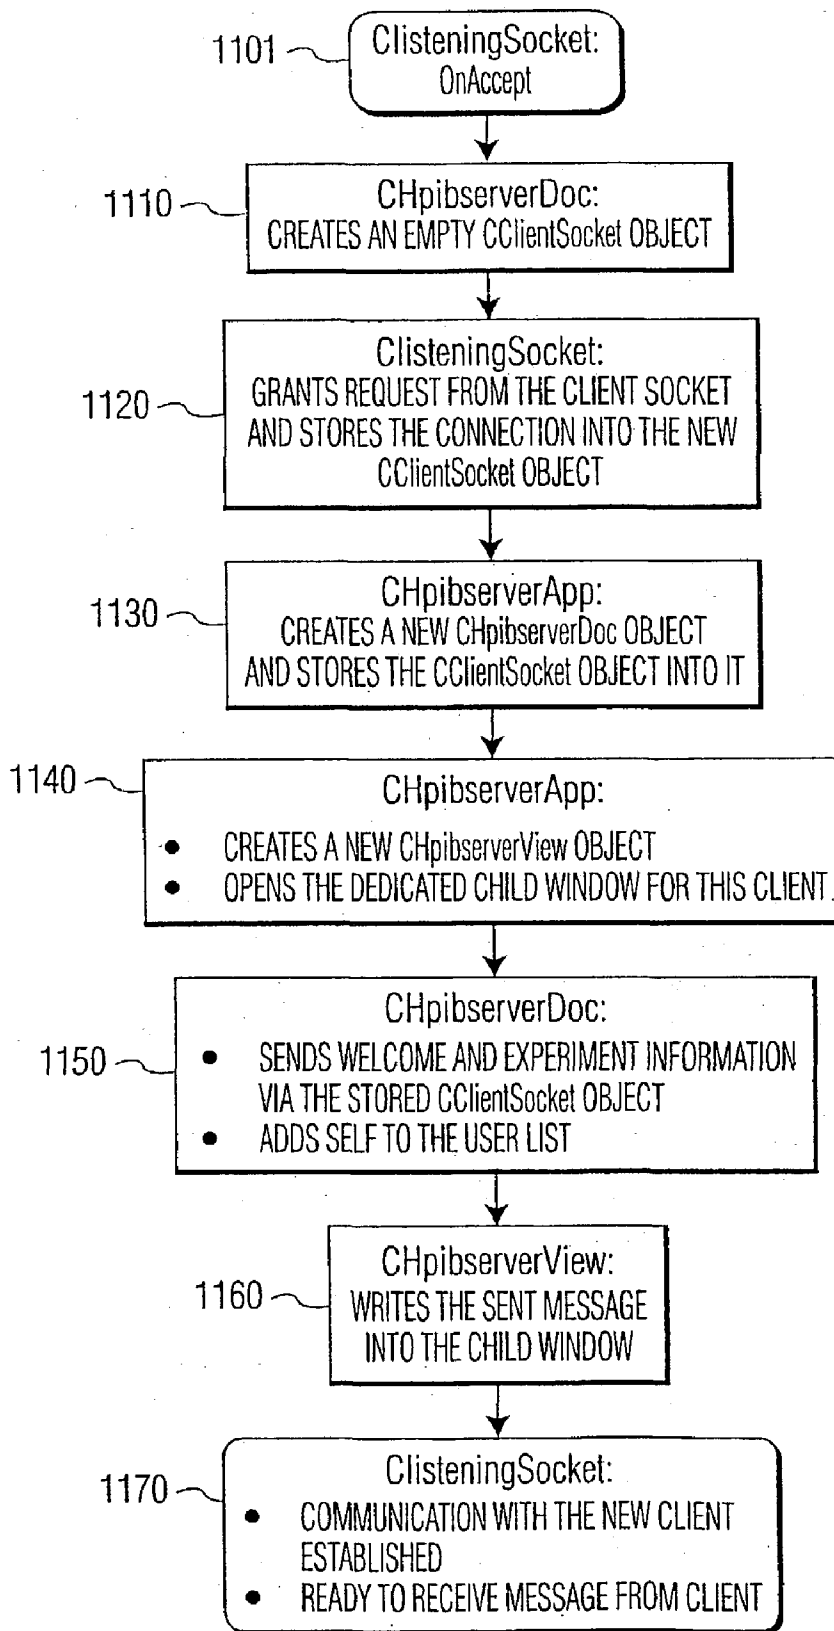 1101
ClisteningSocket:
OnAccept
1110
CHpibserverDoc:
CREATES AN EMPTY CClientSocket OBJECT
1120
ClisteningSocket:
GRANTS REQUEST FROM THE CLIENT SOCKET
AND STORES THE CONNECTION INTO THE NEW
CClientSocket OBJECT
1130
CHpibserverApp:
CREATES A NEW CHpibserverDoc OBJECT
AND STORES THE CClientSocket OBJECT INTO IT
1140
CHpibserverApp:
• CREATES A NEW CHpibserverView OBJECT
• OPENS THE DEDICATED CHILD WINDOW FOR THIS CLIENT.
1150
CHpibserverDoc:
• SENDS WELCOME AND EXPERIMENT INFORMATION
VIA THE STORED CClientSocket OBJECT
• ADDS SELF TO THE USER LIST
1160
CHpibserverView:
WRITES THE SENT MESSAGE
INTO THE CHILD WINDOW
1170
ClisteningSocket:
• COMMUNICATION WITH THE NEW CLIENT
ESTABLISHED
• READY TO RECEIVE MESSAGE FROM CLIENT